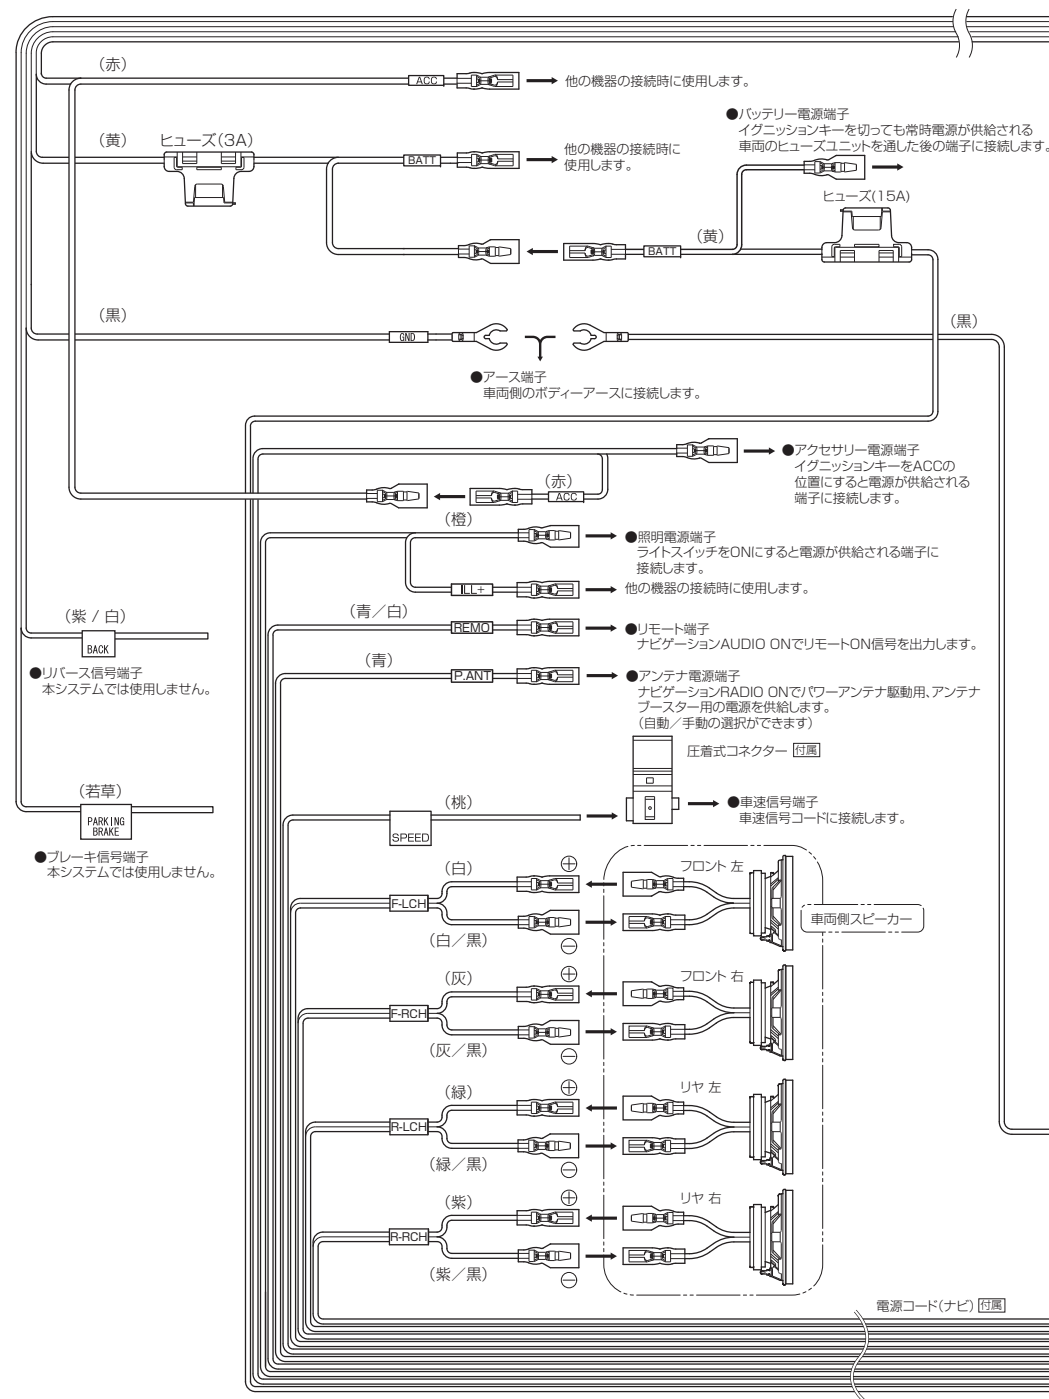 （赤）
ACC
他の機器の接続時に使用します。
（黄）
ヒューズ(3A)
BATT
他の機器の接続時に
使用します。
●バッテリー電源端子
イグニッションキーを切っても常時電源が供給される
車両のヒューズユニットを通した後の端子に接続します。
ヒューズ(15A)
（黄）
BATT
（黒）
GND
（黒）
●アース端子
車両側のボディーアースに接続します。
●アクセサリー電源端子
イグニッションキーをACCの
位置にすると電源が供給される
端子に接続します。
（赤）
ACC
（橙）
●照明電源端子
ライトスイッチをONにすると電源が供給される端子に
接続します。
ILL+
他の機器の接続時に使用します。
（紫 / 白）
BACK
●リバース信号端子
本システムでは使用しません。
（青／白）
REMO
●リモート端子
ナビゲーションAUDIO ONでリモートON信号を出力します。
（青）
P.ANT
●アンテナ電源端子
ナビゲーションRADIO ONでパワーアンテナ駆動用、アンテナ
ブースター用の電源を供給します。
（自動／手動の選択ができます）
圧着式コネクター 付属
（若草）
PARKING
BRAKE
●ブレーキ信号端子
本システムでは使用しません。
（桃）
SPEED
●車速信号端子
車速信号コードに接続します。
（白）
⊕
フロント 左
F-LCH
車両側スピーカー
（白／黒）
⊖
（灰）
⊕
フロント 右
F-RCH
（灰／黒）
⊖
（緑）
⊕
リヤ 左
R-LCH
（緑／黒）
⊖
（紫）
⊕
リヤ 右
R-RCH
（紫／黒）
⊖
電源コード(ナビ) 付属